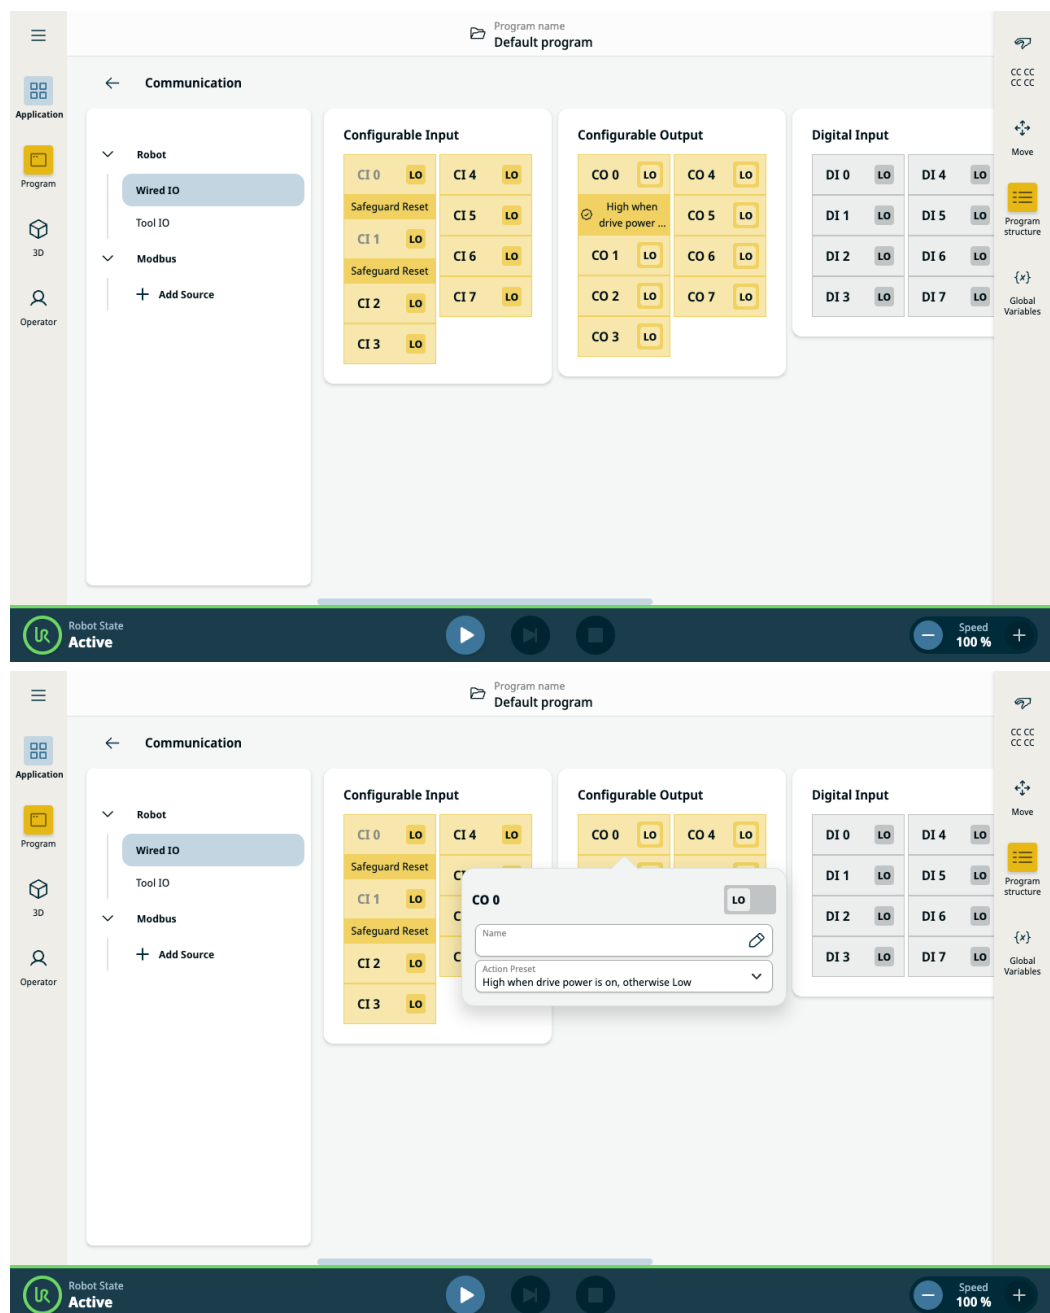 Program name
Default program
Application
Program
3D
Operator
Communication
Robot
Wired IO
Tool IO
Modbus
Add Source
Configurable Input
CI 0 LO
Safeguard Reset
CI 1 LO
Safeguard Reset
CI 2 LO
CI 3 LO
CI 4 LO
CI 5 LO
CI 6 LO
CI 7 LO
Configurable Output
CO 0 LO
High when
drive power ...
CO 1 LO
CO 2 LO
CO 3 LO
CO 4 LO
CO 5 LO
CO 6 LO
CO 7 LO
Digital Input
DI 0 LO
DI 1 LO
DI 2 LO
DI 3 LO
DI 4 LO
DI 5 LO
DI 6 LO
DI 7 LO
CC CC
CC CC
Move
Program
structure
{x}
Global
Variables
UR
Robot State
Active
Speed
100 %
Program name
Default program
Application
Program
3D
Operator
Communication
Robot
Wired IO
Tool IO
Modbus
Add Source
Configurable Input
CI 0 LO
Safeguard Reset
CI 1 LO
Safeguard Reset
CI 2 LO
CI 3 LO
CI 4 LO
Configurable Output
CO 0 LO
CO 4 LO
CO 0 LO
Name
Action Preset
High when drive power is on, otherwise Low
Digital Input
DI 0 LO
DI 1 LO
DI 2 LO
DI 3 LO
DI 4 LO
DI 5 LO
DI 6 LO
DI 7 LO
CC CC
CC CC
Move
Program
structure
{x}
Global
Variables
UR
Robot State
Active
Speed
100 %